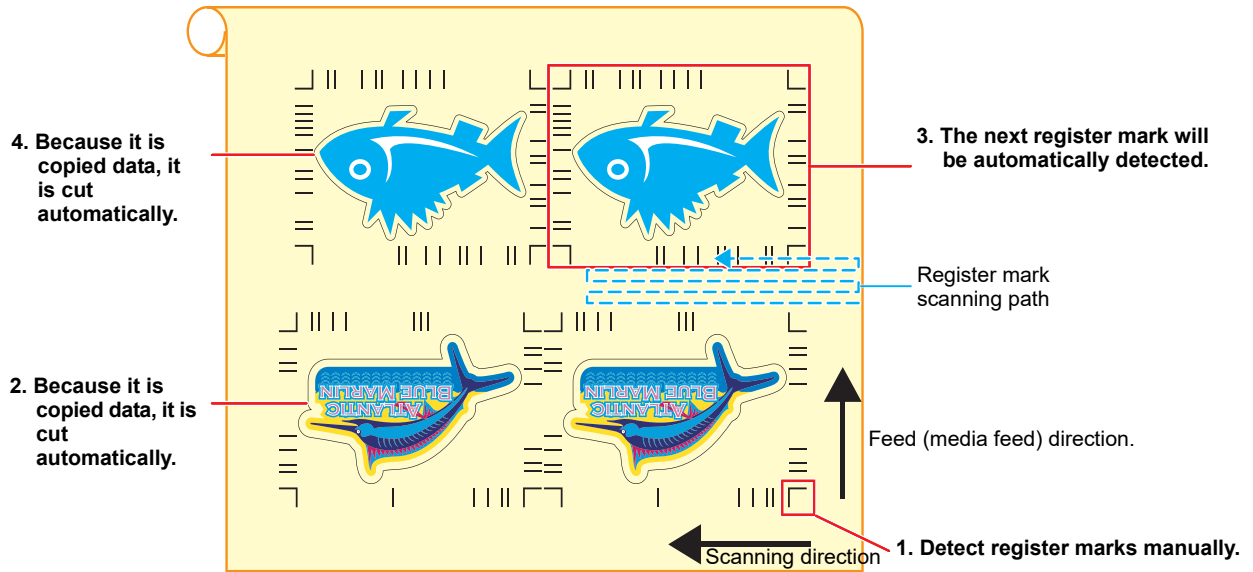 4. Because it is
copied data, it
is cut
automatically.
3. The next register mark will
be automatically detected.
Register mark
scanning path
2. Because it is
copied data, it is
cut
automatically.
ATLANTIC
BLUE MARLIN
ATLANTIC
BLUE MARLIN
Feed (media feed) direction.
Scanning direction
1. Detect register marks manually.